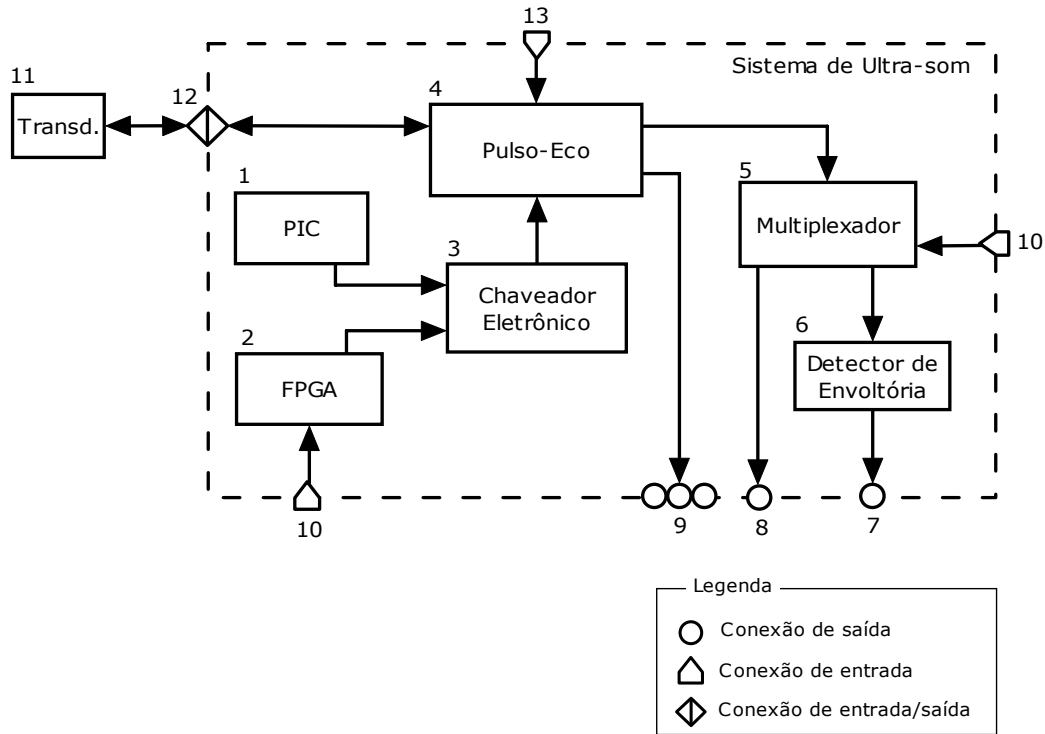 13
Sistema de Ultra-som
11
Transd.
12
4
Pulso-Eco
1
PIC
5
Multiplexador
10
3
Chaveador
Eletrônico
2
FPGA
6
Detector de
Envoltória
10
9
8
7
Legenda
Conexão de saída
Conexão de entrada
Conexão de entrada/saída